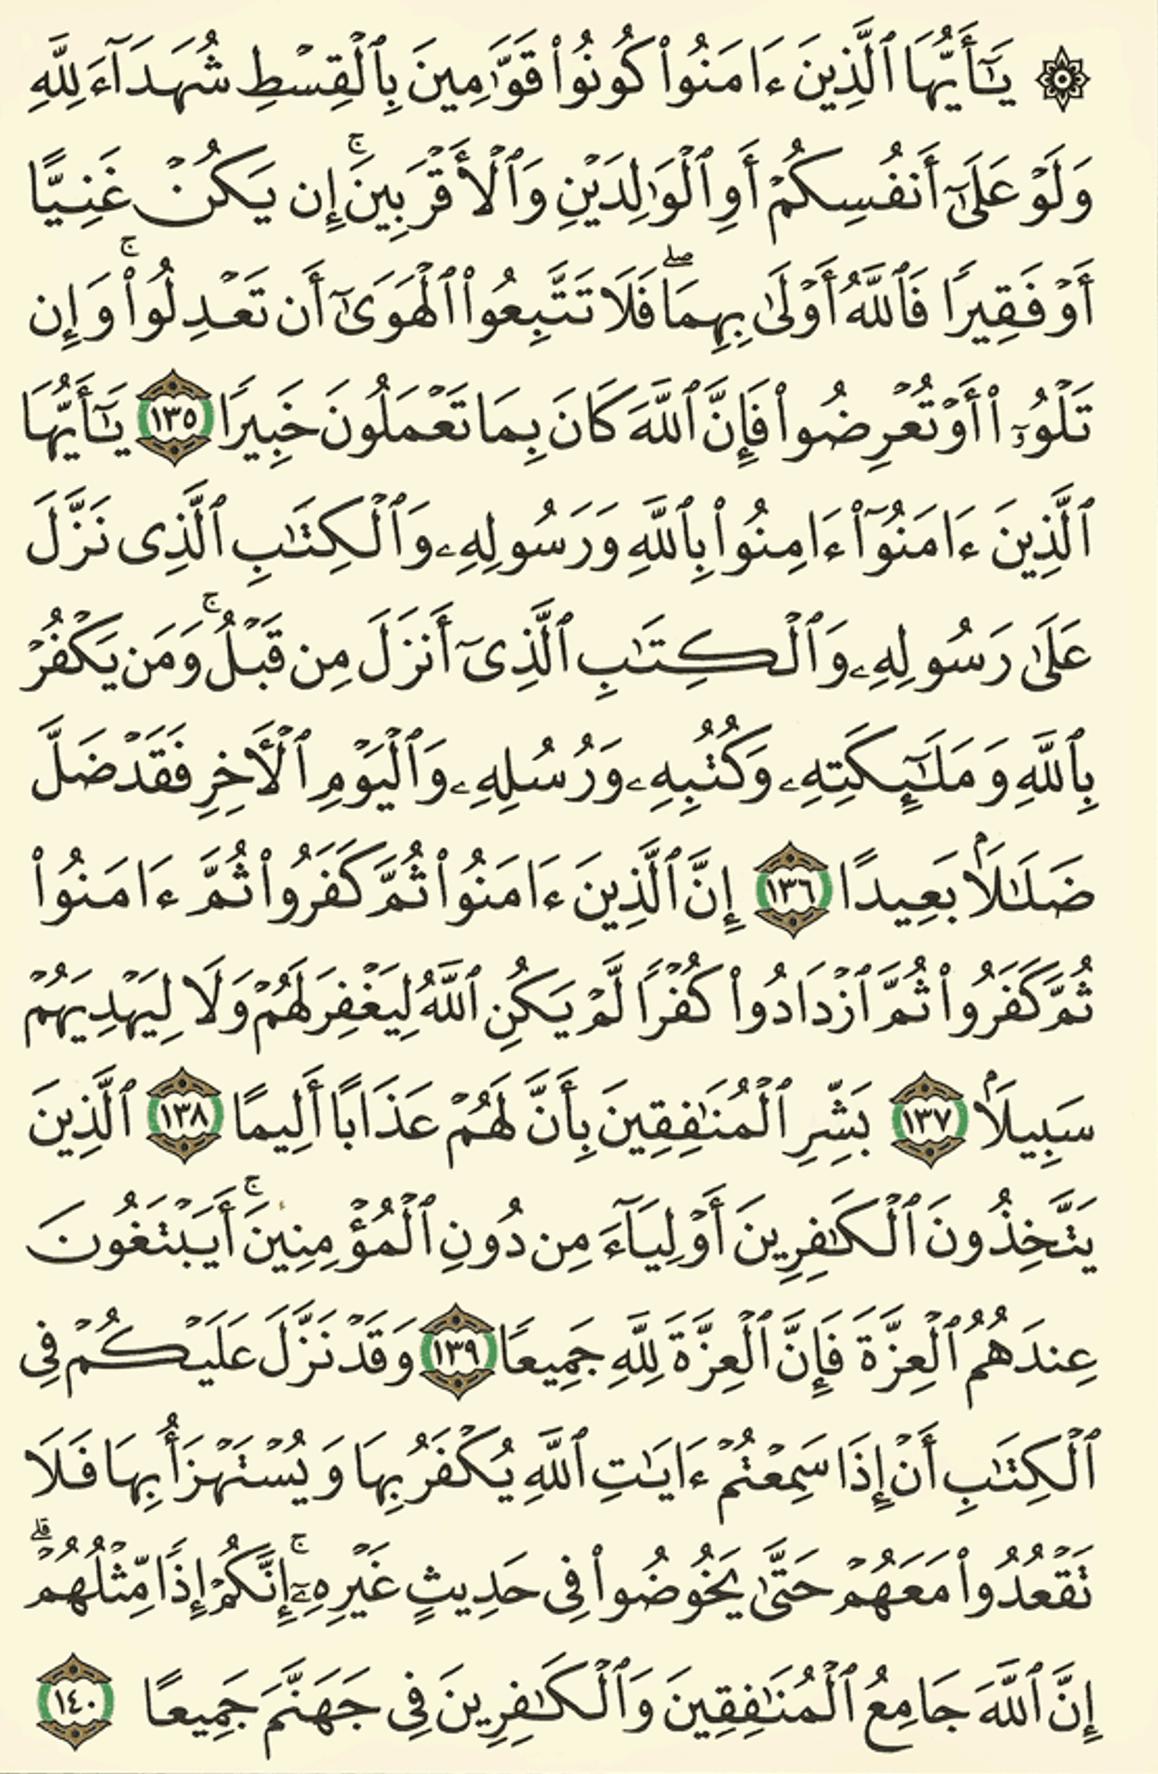 ۞ يَـٰٓأَيُّهَا ٱلَّذِينَ ءَامَنُوا۟ كُونُوا۟ قَوَّٰمِينَ بِٱلْقِسْطِ شُهَدَآءَ لِلَّهِ
وَلَوْ عَلَىٰٓ أَنفُسِكُمْ أَوِ ٱلْوَٰلِدَيْنِ وَٱلْأَقْرَبِينَ ۚ إِن يَكُنْ غَنِيًّا
أَوْ فَقِيرًا فَٱللَّهُ أَوْلَىٰ بِهِمَا ۖ فَلَا تَتَّبِعُوا۟ ٱلْهَوَىٰٓ أَن تَعْدِلُوا۟ ۚ وَإِن
تَلْوُۥٓا۟ أَوْ تُعْرِضُوا۟ فَإِنَّ ٱللَّهَ كَانَ بِمَا تَعْمَلُونَ خَبِيرًا ١٣٥ يَـٰٓأَيُّهَا
ٱلَّذِينَ ءَامَنُوٓا۟ ءَامِنُوا۟ بِٱللَّهِ وَرَسُولِهِۦ وَٱلْكِتَـٰبِ ٱلَّذِى نَزَّلَ
عَلَىٰ رَسُولِهِۦ وَٱلْكِتَـٰبِ ٱلَّذِىٓ أَنزَلَ مِن قَبْلُ ۚ وَمَن يَكْفُرْ
بِٱللَّهِ وَمَلَـٰٓئِكَتِهِۦ وَكُتُبِهِۦ وَرُسُلِهِۦ وَٱلْيَوْمِ ٱلْـَٔاخِرِ فَقَدْ ضَلَّ
ضَلَـٰلًۢا بَعِيدًا ١٣٦ إِنَّ ٱلَّذِينَ ءَامَنُوا۟ ثُمَّ كَفَرُوا۟ ثُمَّ ءَامَنُوا۟
ثُمَّ كَفَرُوا۟ ثُمَّ ٱزْدَادُوا۟ كُفْرًا لَّمْ يَكُنِ ٱللَّهُ لِيَغْفِرَ لَهُمْ وَلَا لِيَهْدِيَهُمْ
سَبِيلًۢا ١٣٧ بَشِّرِ ٱلْمُنَـٰفِقِينَ بِأَنَّ لَهُمْ عَذَابًا أَلِيمًا ١٣٨ ٱلَّذِينَ
يَتَّخِذُونَ ٱلْكَـٰفِرِينَ أَوْلِيَآءَ مِن دُونِ ٱلْمُؤْمِنِينَ ۚ أَيَبْتَغُونَ
عِندَهُمُ ٱلْعِزَّةَ فَإِنَّ ٱلْعِزَّةَ لِلَّهِ جَمِيعًا ١٣٩ وَقَدْ نَزَّلَ عَلَيْكُمْ فِى
ٱلْكِتَـٰبِ أَنْ إِذَا سَمِعْتُمْ ءَايَـٰتِ ٱللَّهِ يُكْفَرُ بِهَا وَيُسْتَهْزَأُ بِهَا فَلَا
تَقْعُدُوا۟ مَعَهُمْ حَتَّىٰ يَخُوضُوا۟ فِى حَدِيثٍ غَيْرِهِۦٓ ۚ إِنَّكُمْ إِذًا مِّثْلُهُمْ ۗ
إِنَّ ٱللَّهَ جَامِعُ ٱلْمُنَـٰفِقِينَ وَٱلْكَـٰفِرِينَ فِى جَهَنَّمَ جَمِيعًا ١٤٠